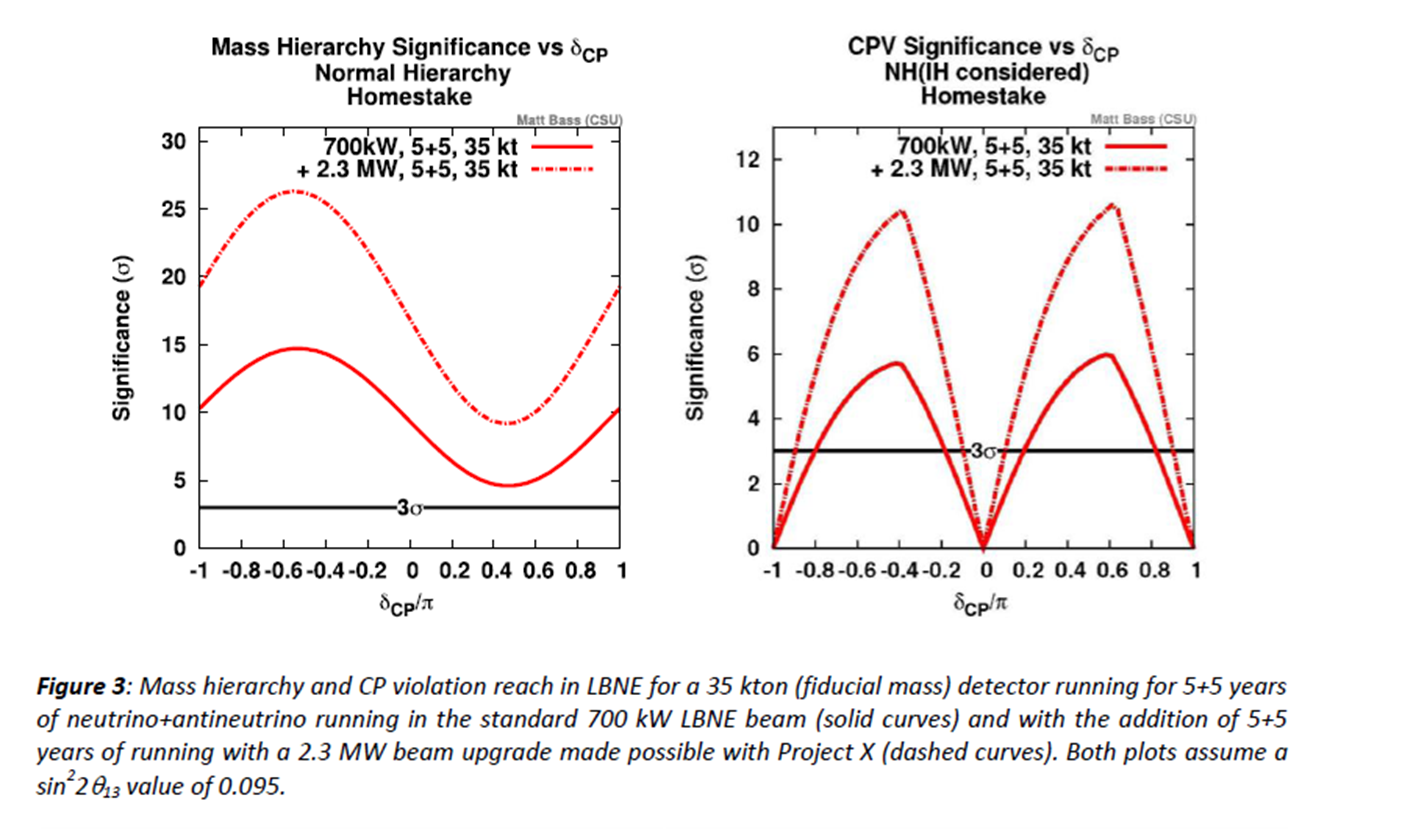 Mass Hierarchy Significance vs δCP
Normal Hierarchy
Homestake
Matt Bass (CSU)
700kW, 5+5, 35 kt
+ 2.3 MW, 5+5, 35 kt
30
25
20
15
10
5
0
Significance (σ)
3σ
-1 -0.8 -0.6 -0.4 -0.2 0 0.2 0.4 0.6 0.8 1
δCP/π
CPV Significance vs δCP
NH(IH considered)
Homestake
Matt Bass (CSU)
700kW, 5+5, 35 kt
+ 2.3 MW, 5+5, 35 kt
12
10
8
6
4
2
0
Significance (σ)
3σ
-1 -0.8 -0.6 -0.4 -0.2 0 0.2 0.4 0.6 0.8 1
δCP/π
Figure 3: Mass hierarchy and CP violation reach in LBNE for a 35 kton (fiducial mass) detector running for 5+5 years
of neutrino+antineutrino running in the standard 700 kW LBNE beam (solid curves) and with the addition of 5+5
years of running with a 2.3 MW beam upgrade made possible with Project X (dashed curves). Both plots assume a
sin²2θ₁₃ value of 0.095.